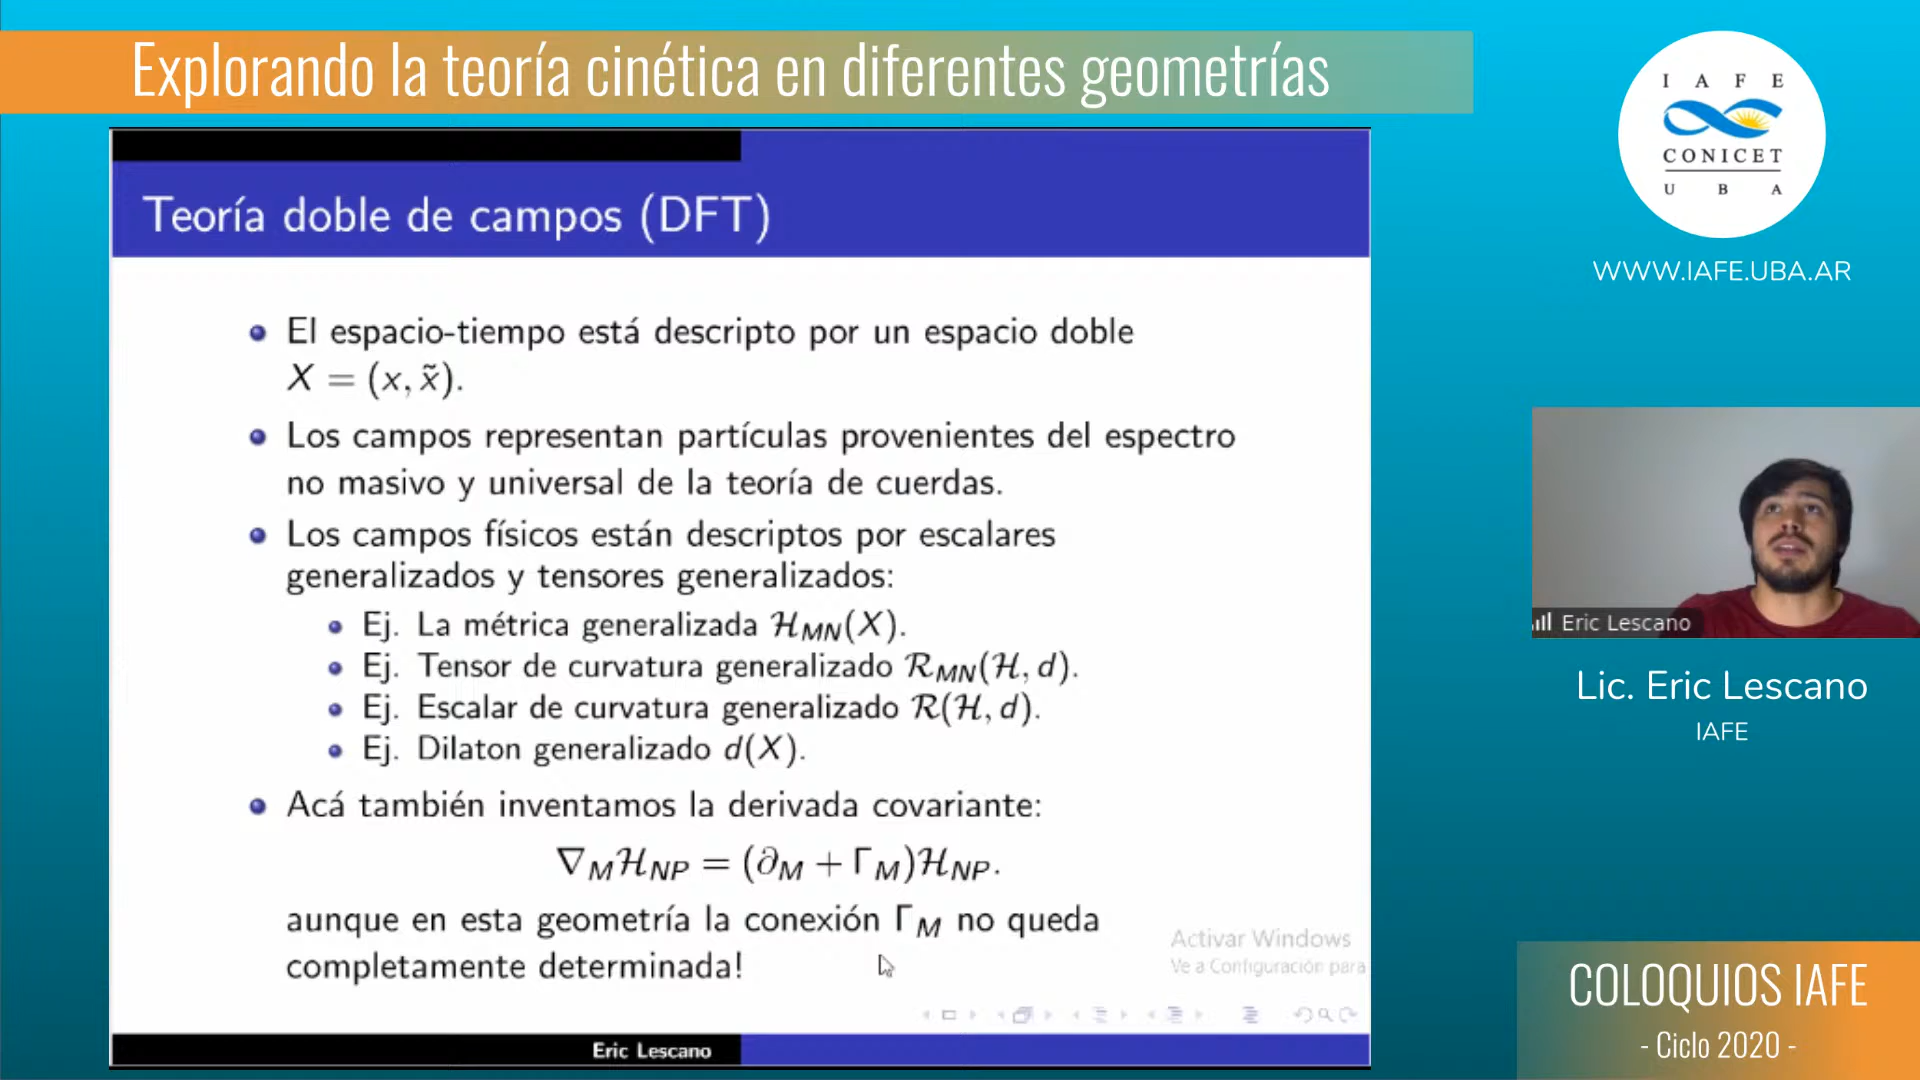 Explorando la teoría cinética en diferentes geometrías
Teoría doble de campos (DFT)
El espacio-tiempo está descripto por un espacio doble
X = (x, x̃).
Los campos representan partículas provenientes del espectro
no masivo y universal de la teoría de cuerdas.
Los campos físicos están descriptos por escalares
generalizados y tensores generalizados:
Ej. La métrica generalizada ℋ_MN(X).
Ej. Tensor de curvatura generalizado ℛ_MN(ℋ, d).
Ej. Escalar de curvatura generalizado ℛ(ℋ, d).
Ej. Dilaton generalizado d(X).
Acá también inventamos la derivada covariante:
∇_M ℋ_NP = (∂_M + Γ_M)ℋ_NP.
aunque en esta geometría la conexión Γ_M no queda
completamente determinada!
Activar Windows
Ve a Configuración para
Eric Lescano
IAFE
CONICET
UBA
WWW.IAFE.UBA.AR
Eric Lescano
Lic. Eric Lescano
IAFE
COLOQUIOS IAFE
- Ciclo 2020 -